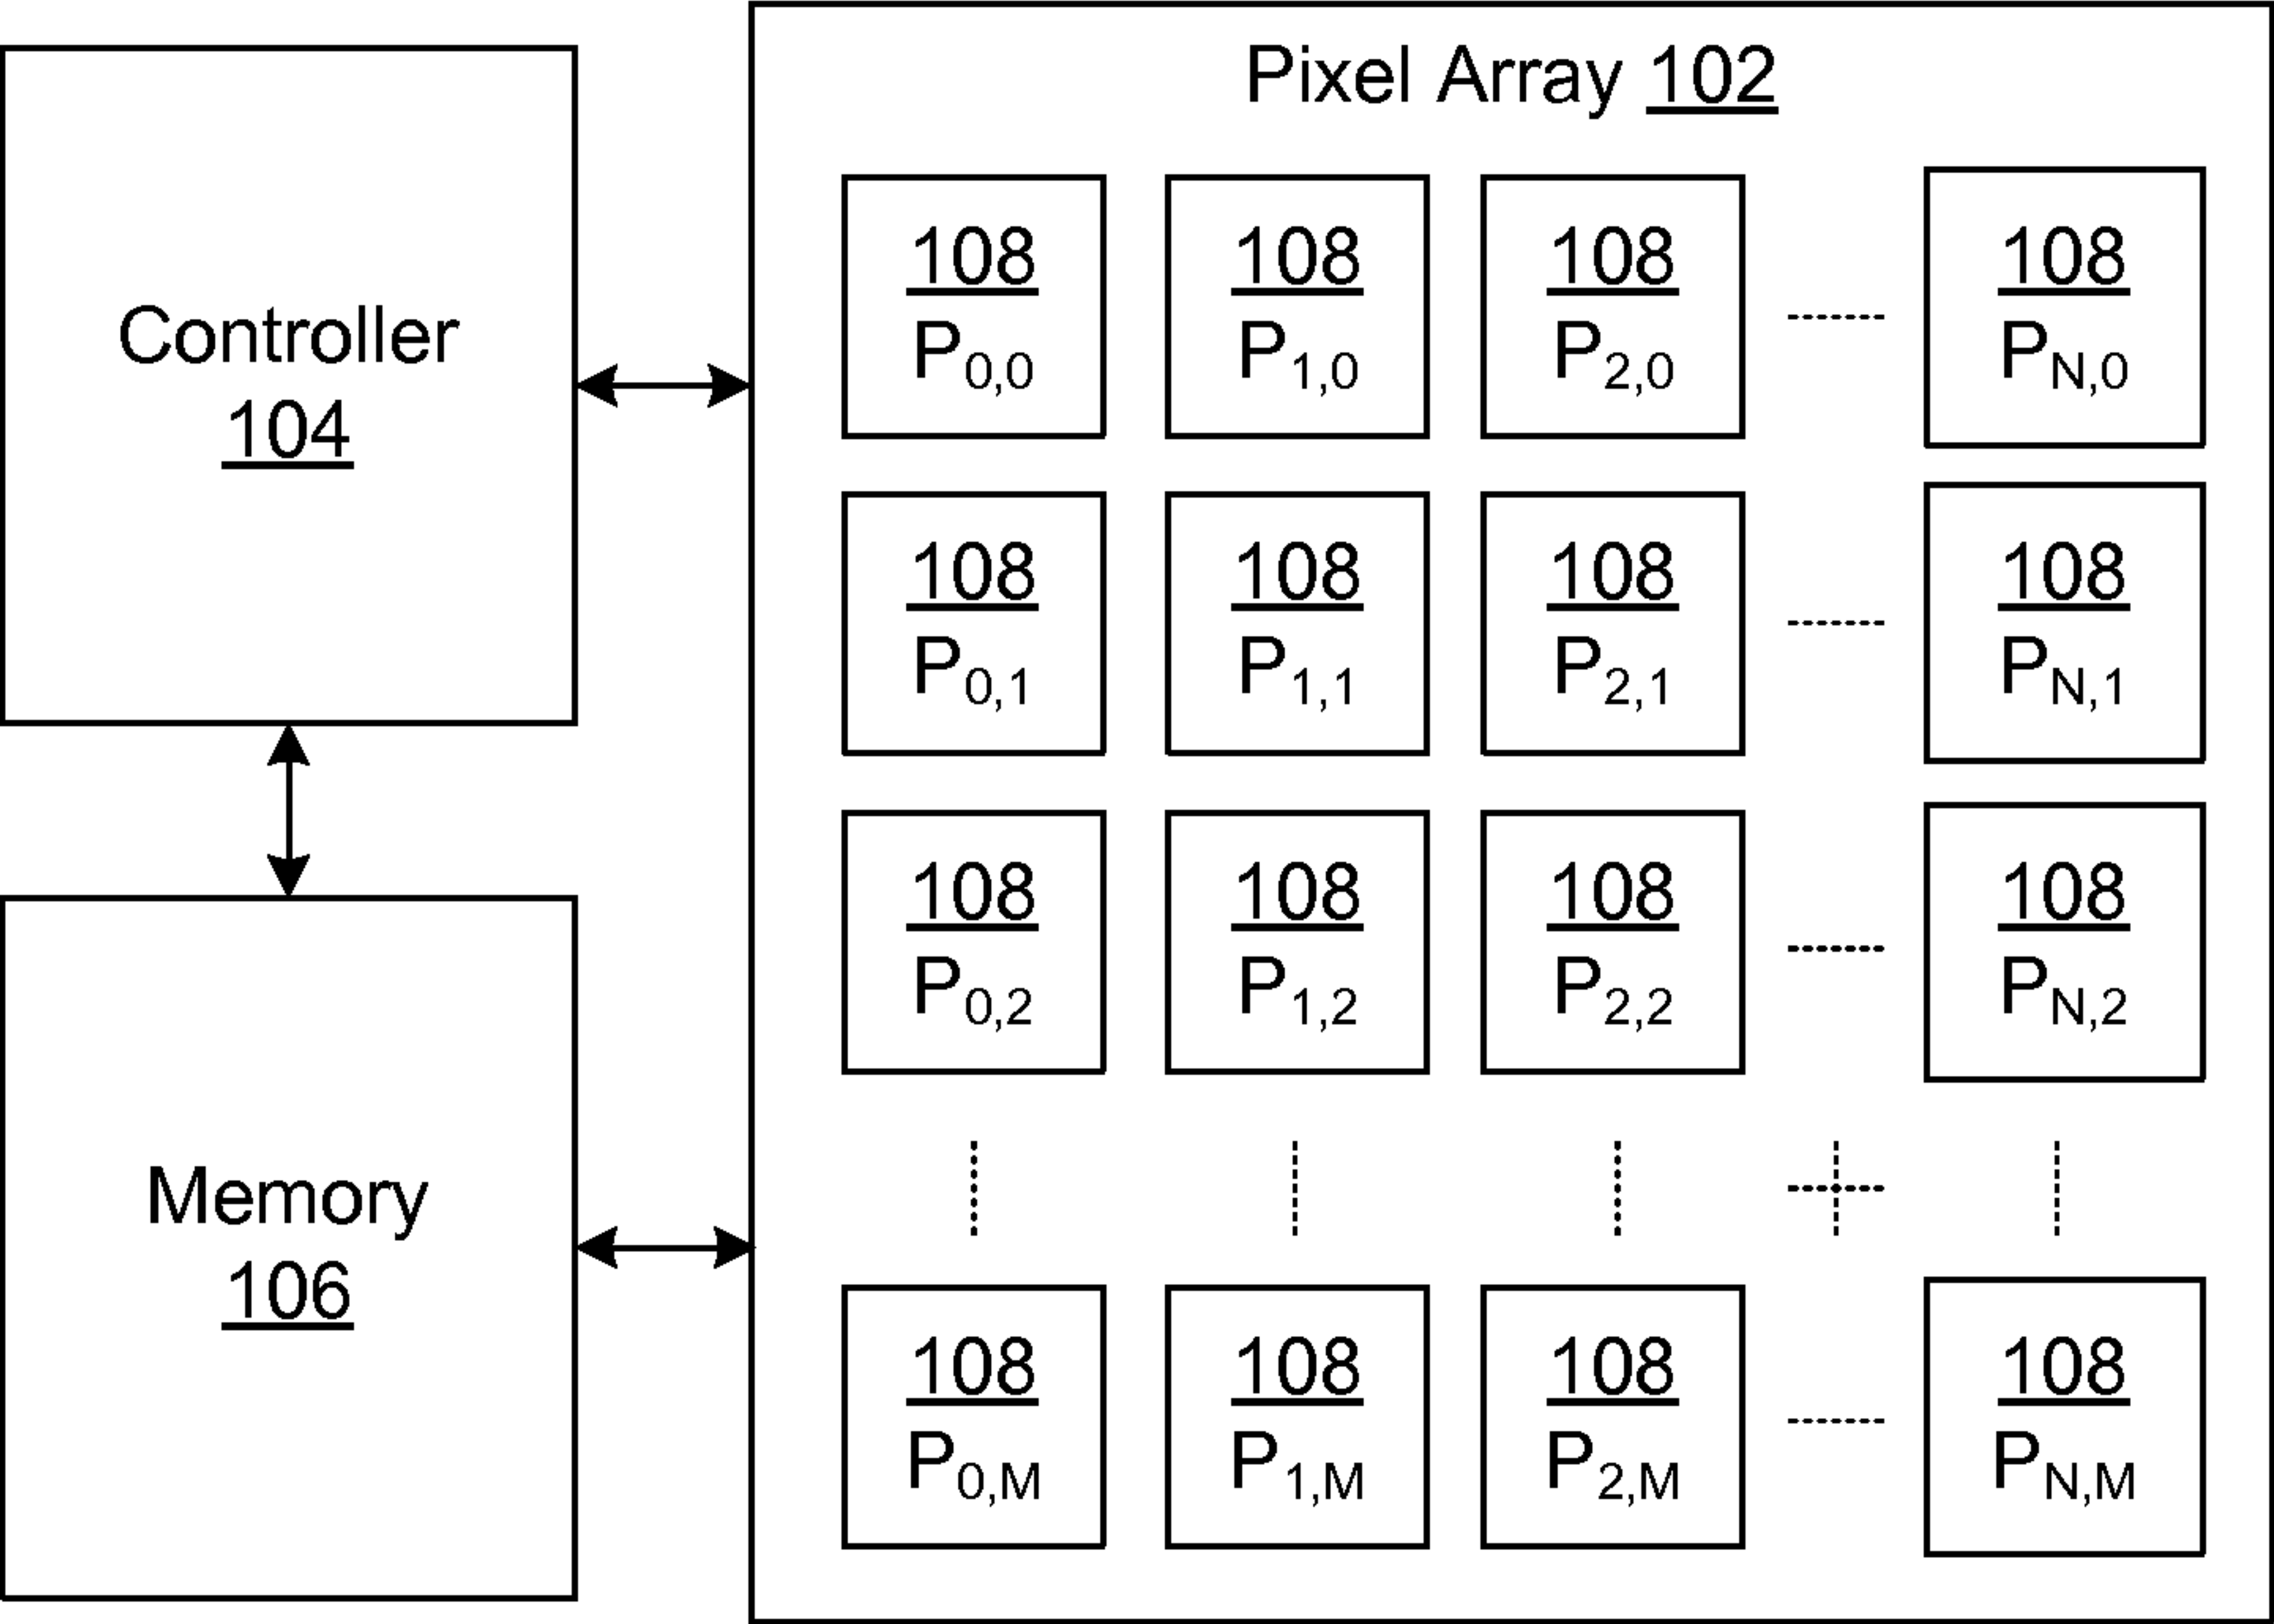 Pixel Array 102
Controller
104
Memory
106
108 108 108 108
P0,0 P1,0 P2,0 PN,0
108 108 108 108
P0,1 P1,1 P2,1 PN,1
108 108 108 108
P0,2 P1,2 P2,2 PN,2
108 108 108 108
P0,M P1,M P2,M PN,M